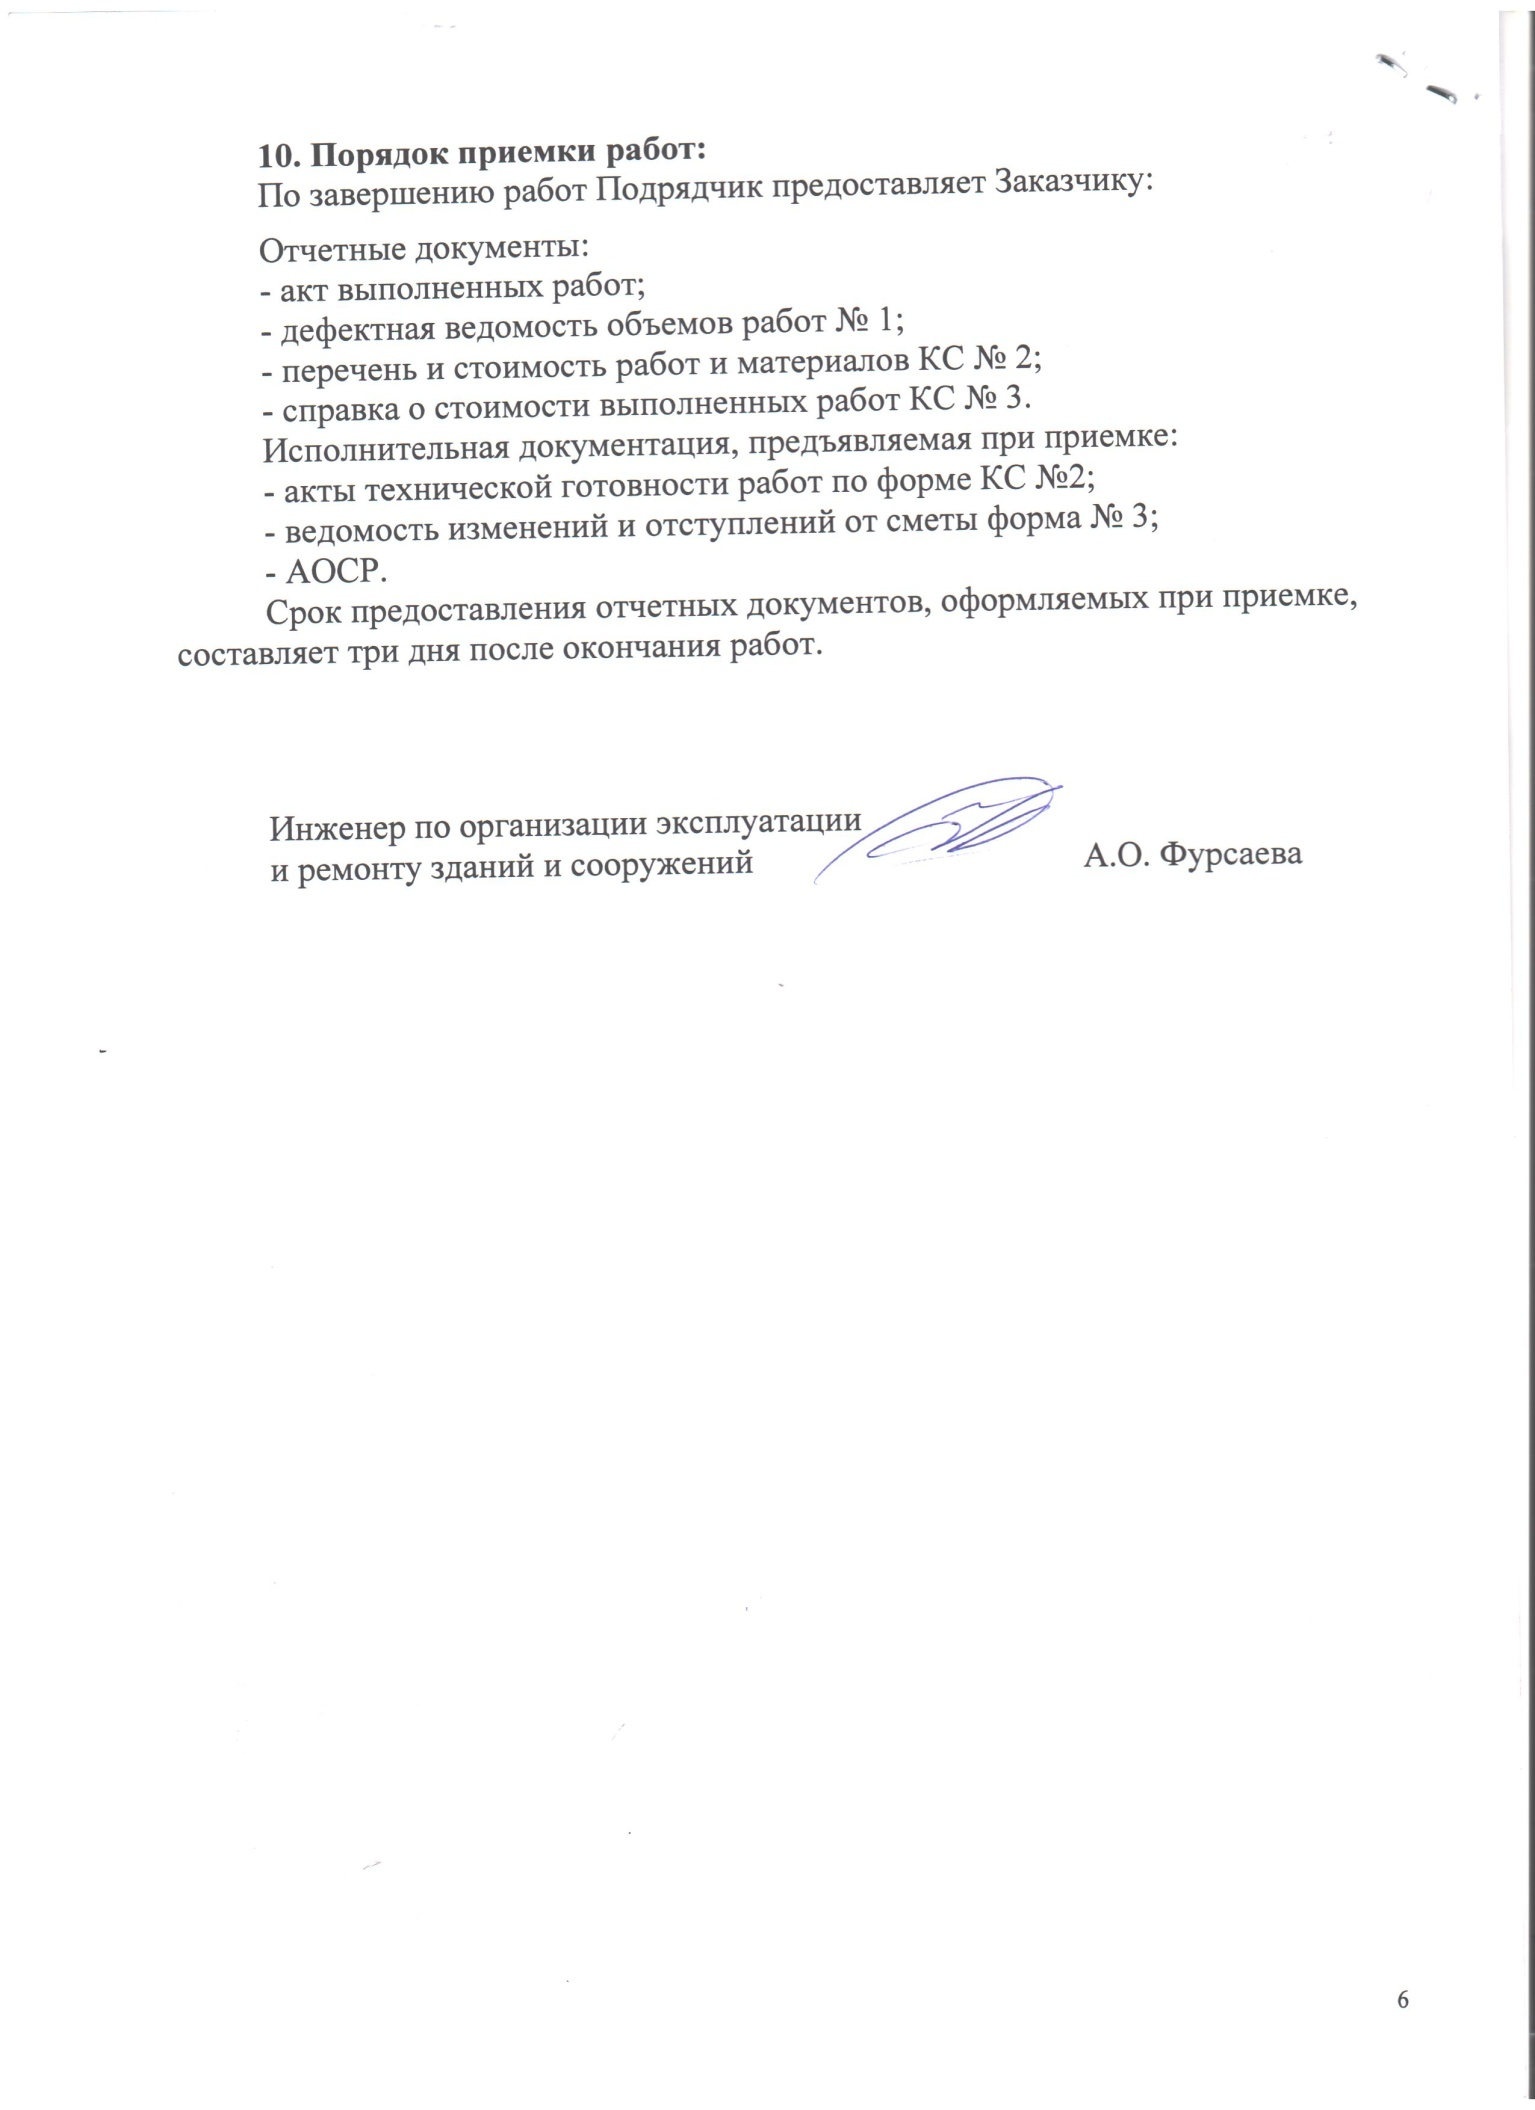 10. Порядок приемки работ:
По завершению работ Подрядчик предоставляет Заказчику:
Отчетные документы:
- акт выполненных работ;
- дефектная ведомость объемов работ № 1;
- перечень и стоимость работ и материалов КС № 2;
- справка о стоимости выполненных работ КС № 3.
Исполнительная документация, предъявляемая при приемке:
- акты технической готовности работ по форме КС №2;
- ведомость изменений и отступлений от сметы форма № 3;
- АОСР.
Срок предоставления отчетных документов, оформляемых при приемке,
составляет три дня после окончания работ.
Инженер по организации эксплуатации
и ремонту зданий и сооружений А.О. Фурсаева
6